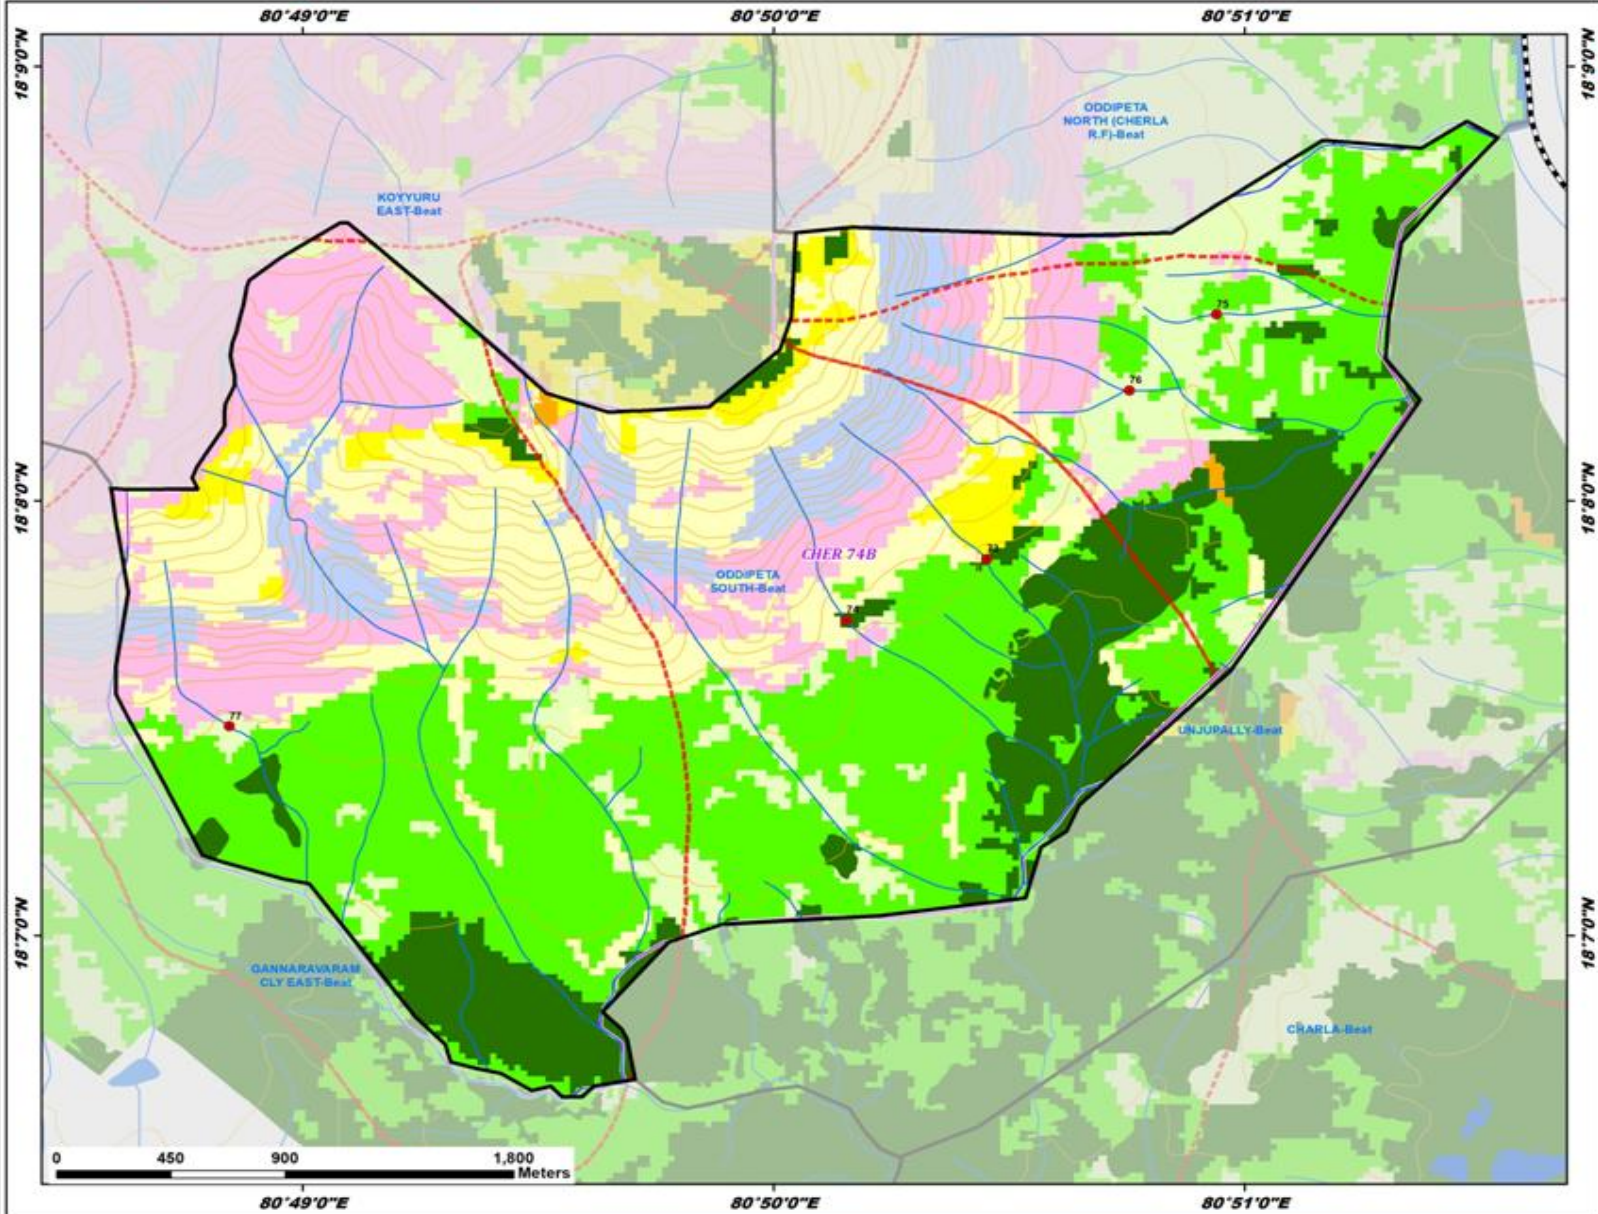 80°49'0"E 80°50'0"E 80°51'0"E
18°9'0"N 18°9'0"N
ODDIPETA
NORTH (CHERLA
R.F)-Beat
KOYYURU
EAST-Beat
75
76
18°8'0"N 18°8'0"N
73
CHER 74B
ODDIPETA
SOUTH-Beat
74
77
UNJUPALLY-Beat
18°7'0"N 18°7'0"N
GANNARAVARAM
CLY EAST-Beat
CHARLA-Beat
0 450 900 1,800
Meters
80°49'0"E 80°50'0"E 80°51'0"E